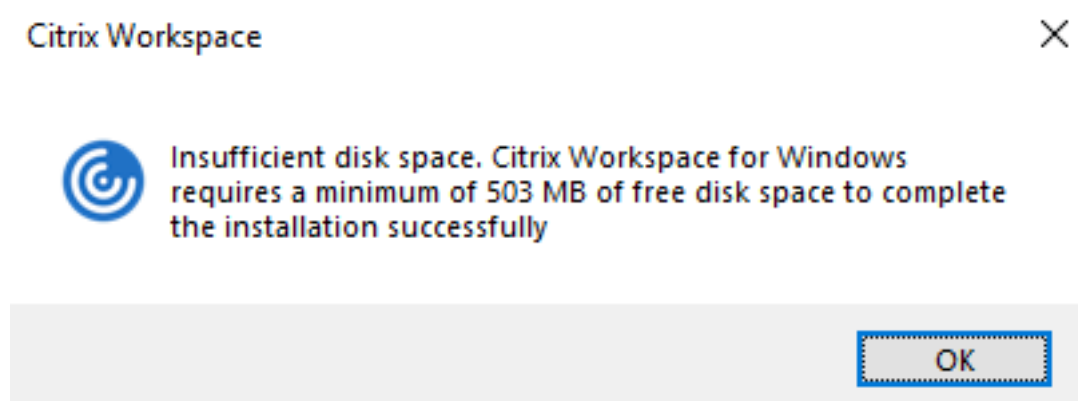 Citrix Workspace
Insufficient disk space. Citrix Workspace for Windows
requires a minimum of 503 MB of free disk space to complete
the installation successfully
OK